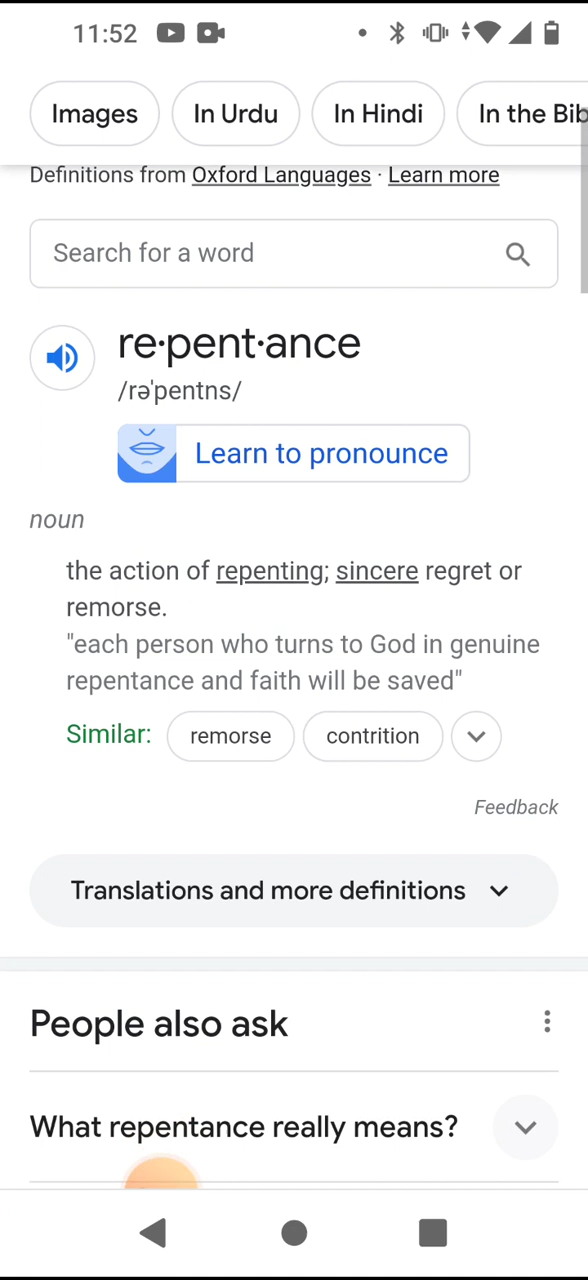 11:52
Images In Urdu In Hindi In the Bib
Definitions from Oxford Languages · Learn more
Search for a word
re·pent·ance
/rəˈpentns/
Learn to pronounce
noun
the action of repenting; sincere regret or
remorse.
"each person who turns to God in genuine
repentance and faith will be saved"
Similar: remorse contrition
Feedback
Translations and more definitions
People also ask
What repentance really means?